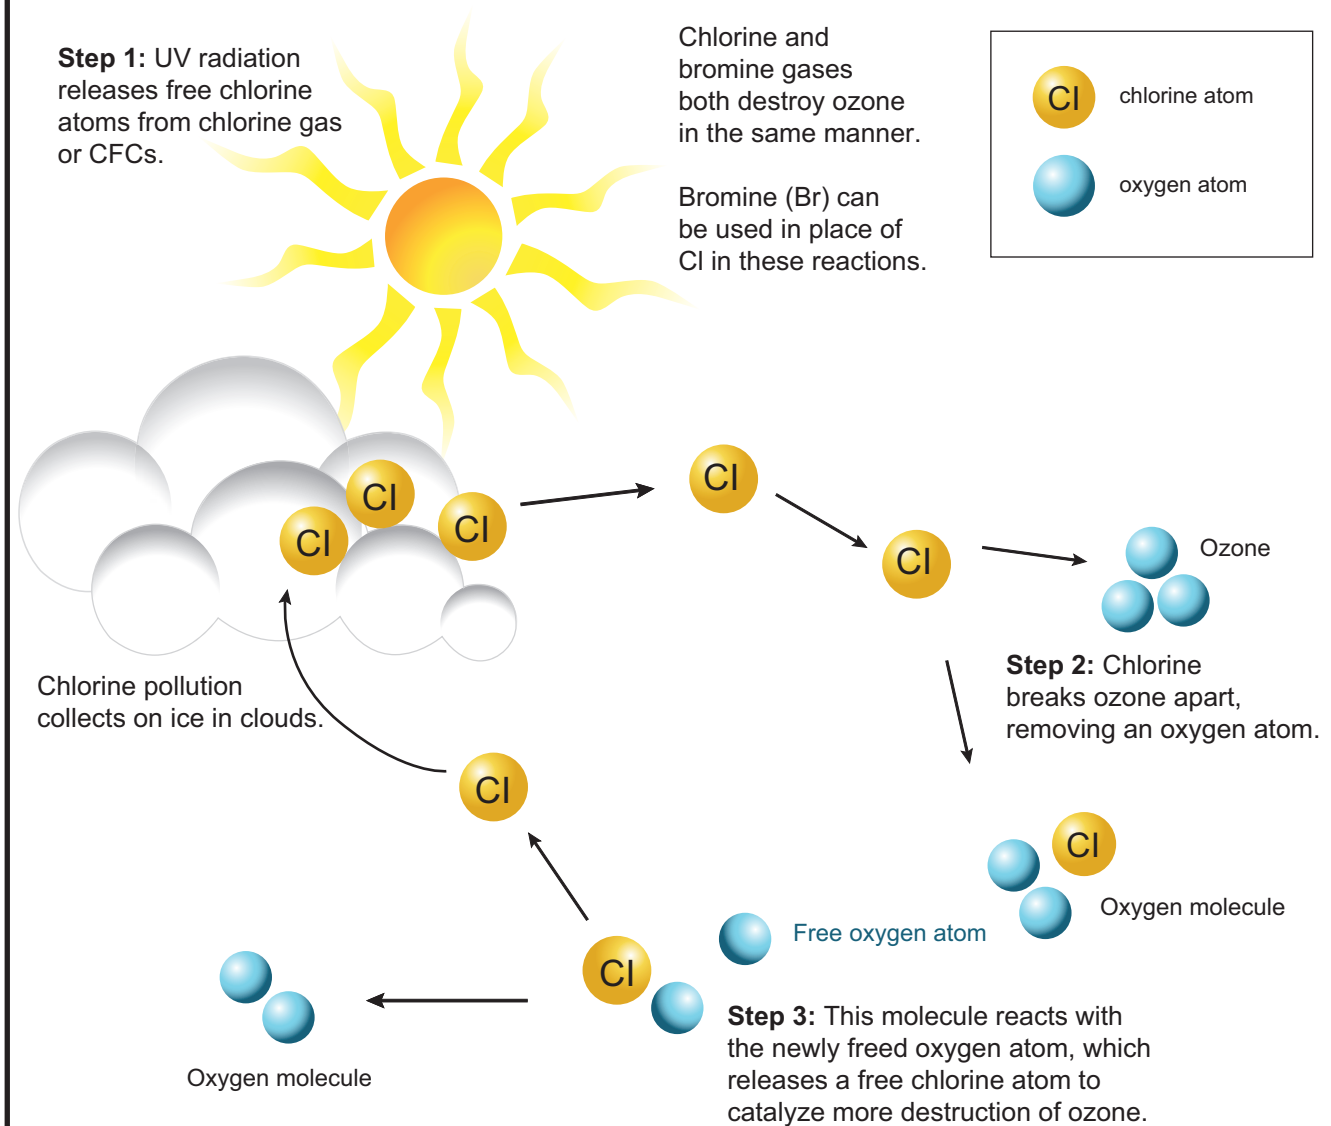 Step 1: UV radiation
releases free chlorine
atoms from chlorine gas
or CFCs.
Chlorine and
bromine gases
both destroy ozone
in the same manner.
Bromine (Br) can
be used in place of
Cl in these reactions.
Cl
chlorine atom
oxygen atom
Cl
Cl
Cl
Cl
Cl
Ozone
Step 2: Chlorine
breaks ozone apart,
removing an oxygen atom.
Chlorine pollution
collects on ice in clouds.
Cl
Cl
Oxygen molecule
Free oxygen atom
Cl
Oxygen molecule
Step 3: This molecule reacts with
the newly freed oxygen atom, which
releases a free chlorine atom to
catalyze more destruction of ozone.